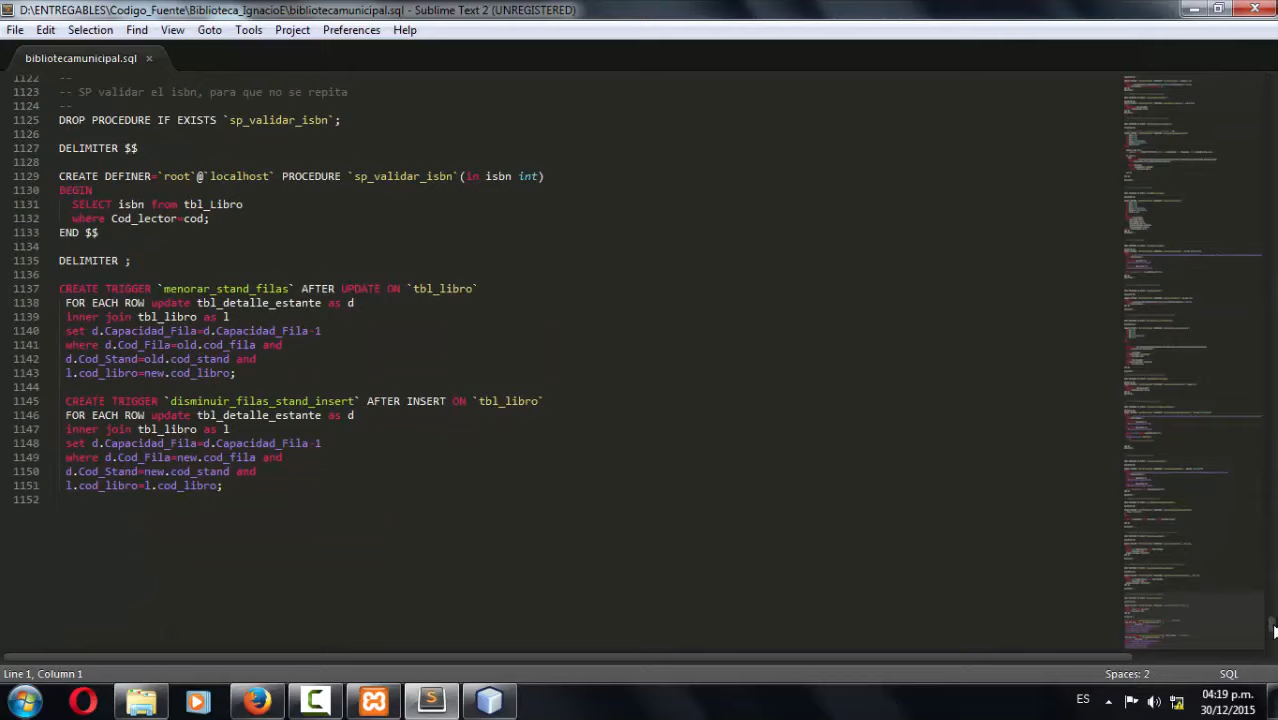 D:\ENTREGABLES\Codigo_Fuente\Biblioteca_IgnacioE\bibliotecamunicipal.sql - Sublime Text 2 (UNREGISTERED)
File Edit Selection Find View Goto Tools Project Preferences Help
bibliotecamunicipal.sql ×
1122 --
1123 -- SP validar el isbn, para que no se repita
1124 --
1125 DROP PROCEDURE IF EXISTS `sp_validar_isbn`;
1126
1127 DELIMITER $$
1128
1129 CREATE DEFINER=`root`@`localhost` PROCEDURE `sp_validar_isbn`(in isbn int)
1130 BEGIN
1131 SELECT isbn from tbl_Libro
1132 where Cod_lector=cod;
1133 END $$
1134
1135 DELIMITER ;
1136
1137 CREATE TRIGGER `menorar_stand_filas` AFTER UPDATE ON `tbl_libro`
1138 FOR EACH ROW update tbl_detalle_estante as d
1139 inner join tbl_libro as l
1140 set d.Capacidad_Fila=d.Capacidad_Fila-1
1141 where d.Cod_Fila=old.cod_fila and
1142 d.Cod_Stand=old.cod_stand and
1143 l.cod_libro=new.cod_libro;
1144
1145 CREATE TRIGGER `disminuir_filas_stand_insert` AFTER INSERT ON `tbl_libro`
1146 FOR EACH ROW update tbl_detalle_estante as d
1147 inner join tbl_libro as l
1148 set d.Capacidad_Fila=d.Capacidad_Fila-1
1149 where d.Cod_Fila=new.cod_fila and
1150 d.Cod_Stand=new.cod_stand and
1151 l.cod_libro=l.cod_libro;
1152
Line 1, Column 1 Spaces: 2 SQL
ES 04:19 p.m.
30/12/2015